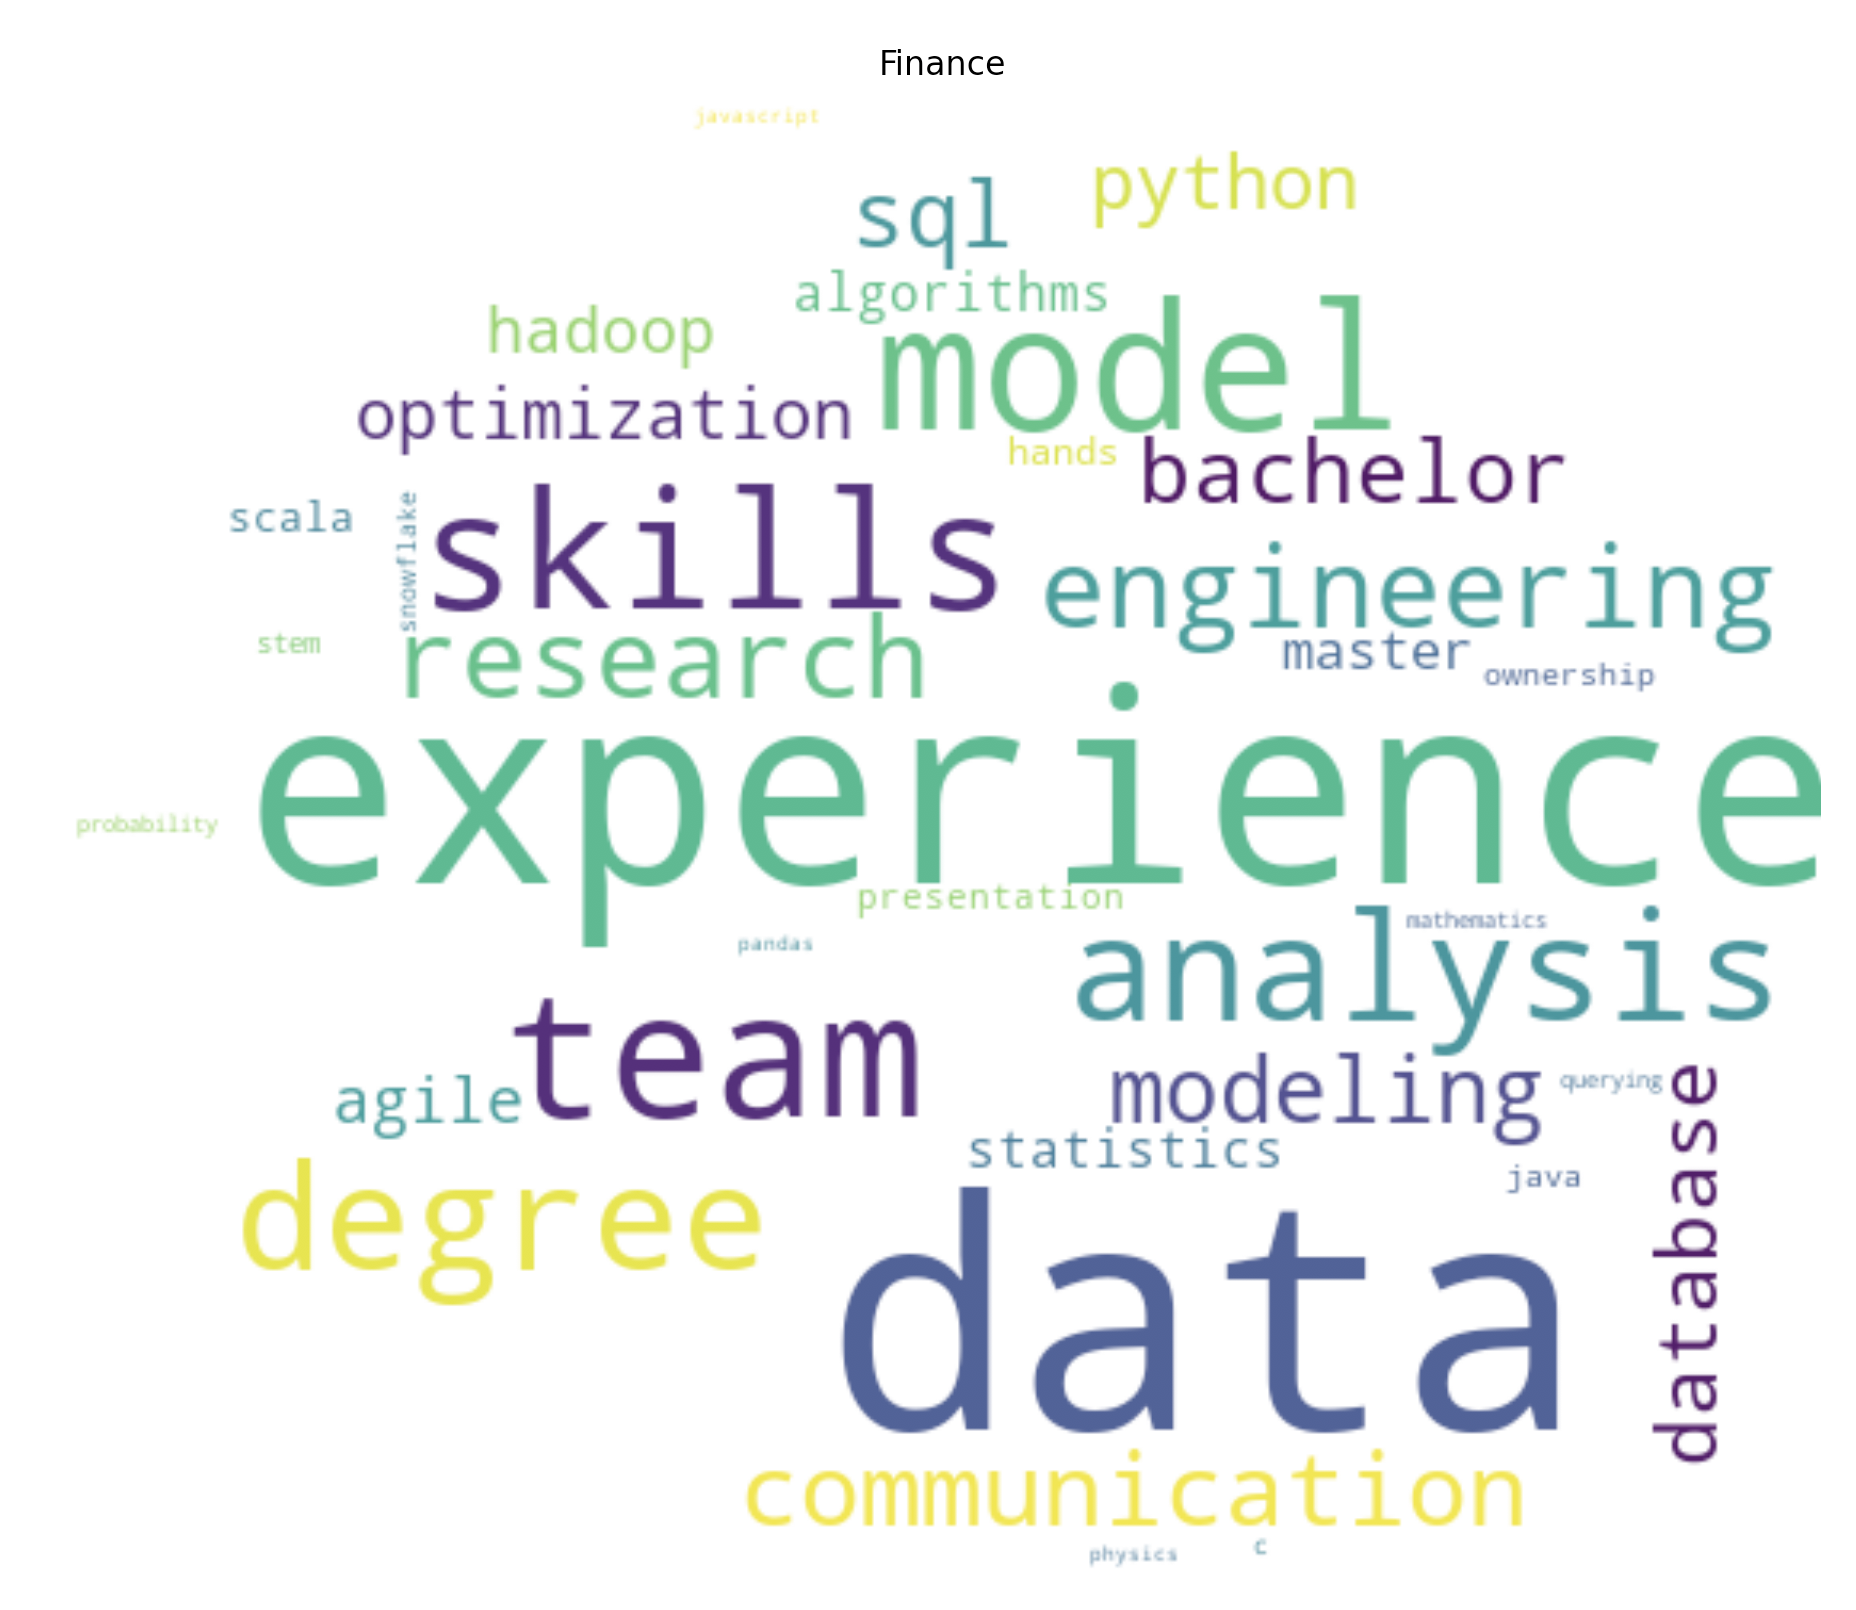 Finance
javascript
python
sql
algorithms
hadoop
model
optimization
hands
bachelor
scala
snowflake
skills
engineering
stem
research
master
ownership
experience
probability
presentation
mathematics
pandas
analysis
team
agile
modeling
querying
database
statistics
java
degree
data
communication
physics
c